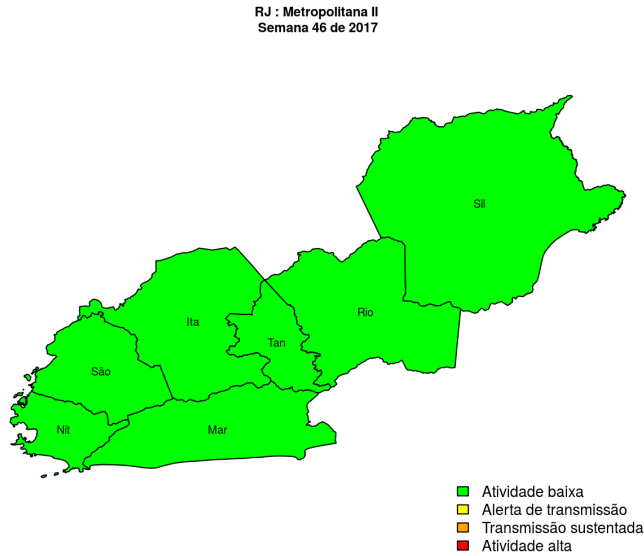 RJ : Metropolitana II
Semana 46 de 2017
Sil
Rio
Ita
Tan
São
Nit
Mar
Atividade baixa
Alerta de transmissão
Transmissão sustentada
Atividade alta